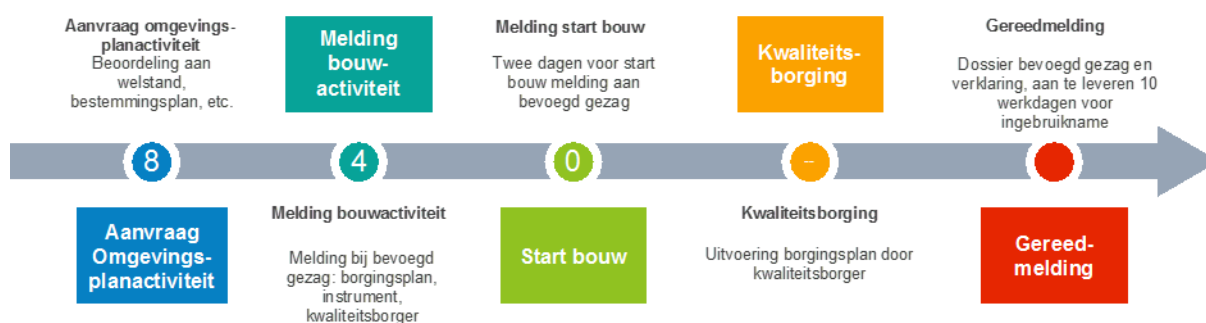 Aanvraag omgevings-
planactiviteit
Beoordeling aan
welstand,
bestemmingsplan, etc.
Melding
bouw-
activiteit
Melding start bouw
Twee dagen voor start
bouw melding aan
bevoegd gezag
Kwaliteits-
borging
Gereedmelding
Dossier bevoegd gezag en
verklaring, aan te leveren 10
werkdagen voor
ingebruikname
8
4
0
–
Aanvraag
Omgevings-
planactiviteit
Melding bouwactiviteit
Melding bij bevoegd
gezag: borgingsplan,
instrument,
kwaliteitsborger
Start bouw
Kwaliteitsborging
Uitvoering borgingsplan door
kwaliteitsborger
Gereed-
melding